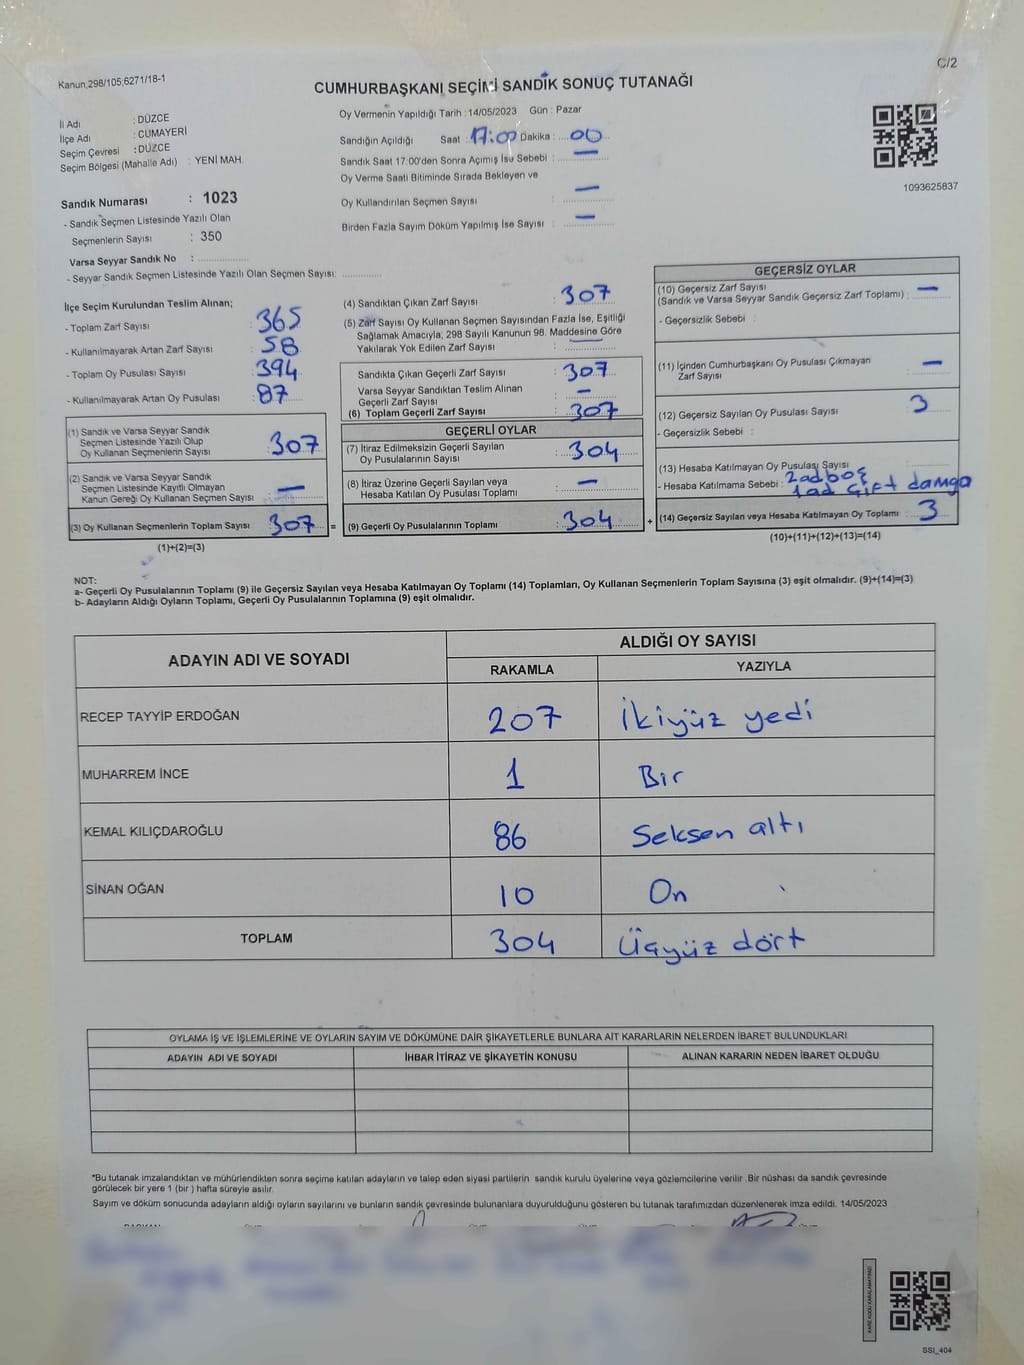 C/2
Kanun,298/105;6271/18-1
CUMHURBAŞKANI SEÇİMİ SANDIK SONUÇ TUTANAĞI
Oy Vermenin Yapıldığı Tarih : 14/05/2023 Gün : Pazar
İl Adı : DÜZCE
İlçe Adı : CUMAYERİ
Seçim Çevresi : DÜZCE
Seçim Bölgesi (Mahalle Adı) : YENİ MAH.
Sandığın Açıldığı Saat : 17:00 Dakika : 00
Sandık Saat 17:00'den Sonra Açımış İse Sebebi : —
Oy Verme Saati Bitiminde Sırada Bekleyen ve
Oy Kullandırılan Seçmen Sayısı : —
Birden Fazla Sayım Döküm Yapılmış İse Sayısı : —
1093625837
Sandık Numarası : 1023
- Sandık Seçmen Listesinde Yazılı Olan
Seçmenlerin Sayısı : 350
Varsa Seyyar Sandık No :
- Seyyar Sandık Seçmen Listesinde Yazılı Olan Seçmen Sayısı:
İlçe Seçim Kurulundan Teslim Alınan;
- Toplam Zarf Sayısı : 365
- Kullanılmayarak Artan Zarf Sayısı : 58
- Toplam Oy Pusulası Sayısı : 394
- Kullanılmayarak Artan Oy Pusulası : 87
(1) Sandık ve Varsa Seyyar Sandık
Seçmen Listesinde Yazılı Olup
Oy Kullanan Seçmenlerin Sayısı : 307
(2) Sandık ve Varsa Seyyar Sandık
Seçmen Listesinde Kayıtlı Olmayan
Kanun Gereği Oy Kullanan Seçmen Sayısı : —
(3) Oy Kullanan Seçmenlerin Toplam Sayısı : 307 =
(1)+(2)=(3)
(4) Sandıktan Çıkan Zarf Sayısı : 307
(5) Zarf Sayısı Oy Kullanan Seçmen Sayısından Fazla İse, Eşitliği
Sağlamak Amacıyla, 298 Sayılı Kanunun 98. Maddesine Göre
Yakılarak Yok Edilen Zarf Sayısı : —
Sandıkta Çıkan Geçerli Zarf Sayısı : 307
Varsa Seyyar Sandıktan Teslim Alınan
Geçerli Zarf Sayısı : —
(6) Toplam Geçerli Zarf Sayısı : 307
GEÇERLİ OYLAR
(7) İtiraz Edilmeksizin Geçerli Sayılan
Oy Pusulalarının Sayısı : 304
(8) İtiraz Üzerine Geçerli Sayılan veya
Hesaba Katılan Oy Pusulası Toplamı : —
(9) Geçerli Oy Pusulalarının Toplamı : 304 +
GEÇERSİZ OYLAR
(10) Geçersiz Zarf Sayısı
(Sandık ve Varsa Seyyar Sandık Geçersiz Zarf Toplamı) : —
- Geçersizlik Sebebi :
(11) İçinden Cumhurbaşkanı Oy Pusulası Çıkmayan
Zarf Sayısı : —
(12) Geçersiz Sayılan Oy Pusulası Sayısı : 3
- Geçersizlik Sebebi :
(13) Hesaba Katılmayan Oy Pusulası Sayısı :
- Hesaba Katılmama Sebebi : 2 ad boş
1 ad çift damga
(14) Geçersiz Sayılan veya Hesaba Katılmayan Oy Toplamı : 3
(10)+(11)+(12)+(13)=(14)
NOT:
a- Geçerli Oy Pusulalarının Toplamı (9) ile Geçersiz Sayılan veya Hesaba Katılmayan Oy Toplamı (14) Toplamları, Oy Kullanan Seçmenlerin Toplam Sayısına (3) eşit olmalıdır. (9)+(14)=(3)
b- Adayların Aldığı Oyların Toplamı, Geçerli Oy Pusulalarının Toplamına (9) eşit olmalıdır.
ADAYIN ADI VE SOYADI ALDIĞI OY SAYISI
RAKAMLA YAZIYLA
RECEP TAYYİP ERDOĞAN 207 İkiyüz yedi
MUHARREM İNCE 1 Bir
KEMAL KILIÇDAROĞLU 86 Seksen altı
SİNAN OĞAN 10 On
TOPLAM 304 Üçyüz dört
OYLAMA İŞ VE İŞLEMLERİNE VE OYLARIN SAYIM VE DÖKÜMÜNE DAİR ŞİKAYETLERLE BUNLARA AİT KARARLARIN NELERDEN İBARET BULUNDUKLARI
ADAYIN ADI VE SOYADI İHBAR İTİRAZ VE ŞİKAYETİN KONUSU ALINAN KARARIN NEDEN İBARET OLDUĞU
*Bu tutanak imzalandıktan ve mühürlendikten sonra seçime katılan adayların ve talep eden siyasi partilerin sandık kurulu üyelerine veya gözlemcilerine verilir. Bir nüshası da sandık çevresinde
görülecek bir yere 1 (bir ) hafta süreyle asılır.
Sayım ve döküm sonucunda adayların aldığı oyların sayılarını ve bunların sandık çevresinde bulunanlara duyurulduğunu gösteren bu tutanak tarafımızdan düzenlenerek imza edildi. 14/05/2023
SSI_404